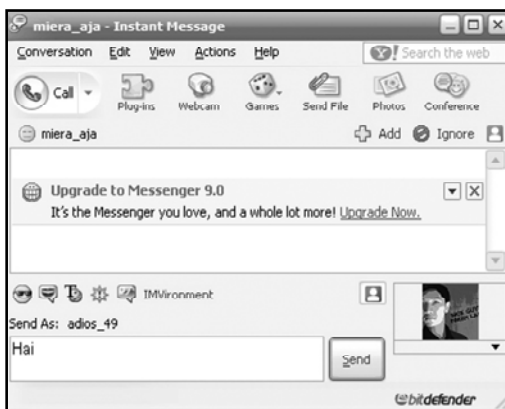 miera_aja - Instant Message
Conversation Edit View Actions Help Y! Search the web
Call Plug-ins Webcam Games Send File Photos Conference
miera_aja Add Ignore
Upgrade to Messenger 9.0
It's the Messenger you love, and a whole lot more! Upgrade Now.
IMVironment
Send As: adios_49
Hai
Send
bitdefender